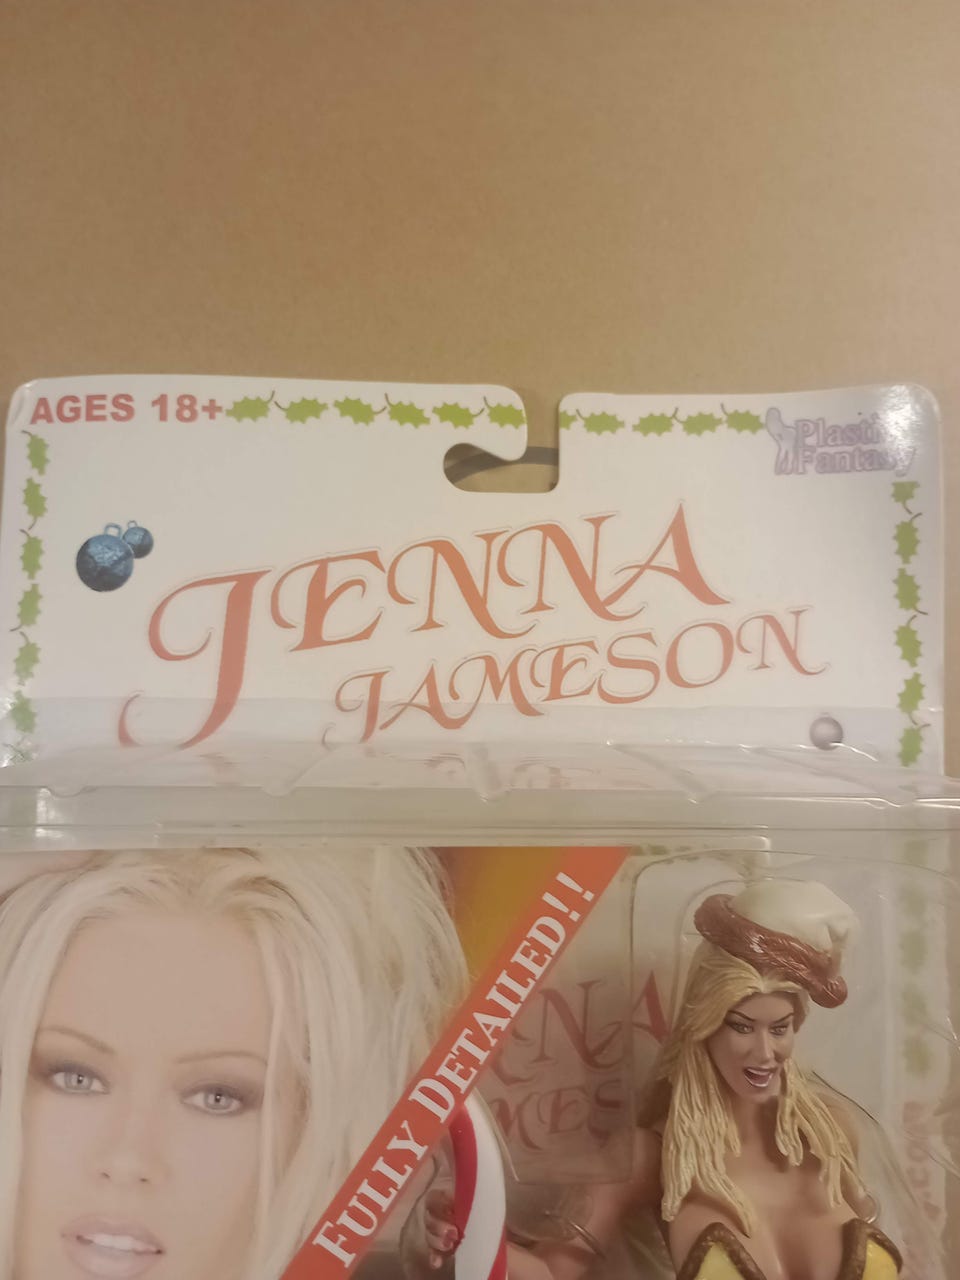 AGES 18+
Plastic
Fantasy
JENNA
JAMESON
FULLY DETAILED!!